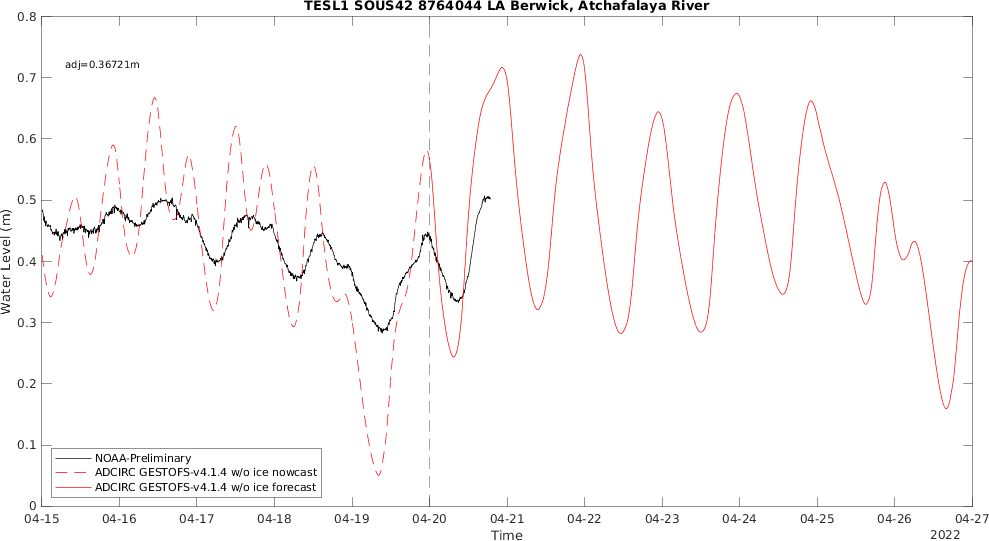 TESL1 SOUS42 8764044 LA Berwick, Atchafalaya River
adj=0.36721m
Water Level (m)
0.8
0.7
0.6
0.5
0.4
0.3
0.2
0.1
0
NOAA-Preliminary
ADCIRC GESTOFS-v4.1.4 w/o ice nowcast
ADCIRC GESTOFS-v4.1.4 w/o ice forecast
04-15 04-16 04-17 04-18 04-19 04-20 04-21 04-22 04-23 04-24 04-25 04-26 04-27
Time
2022